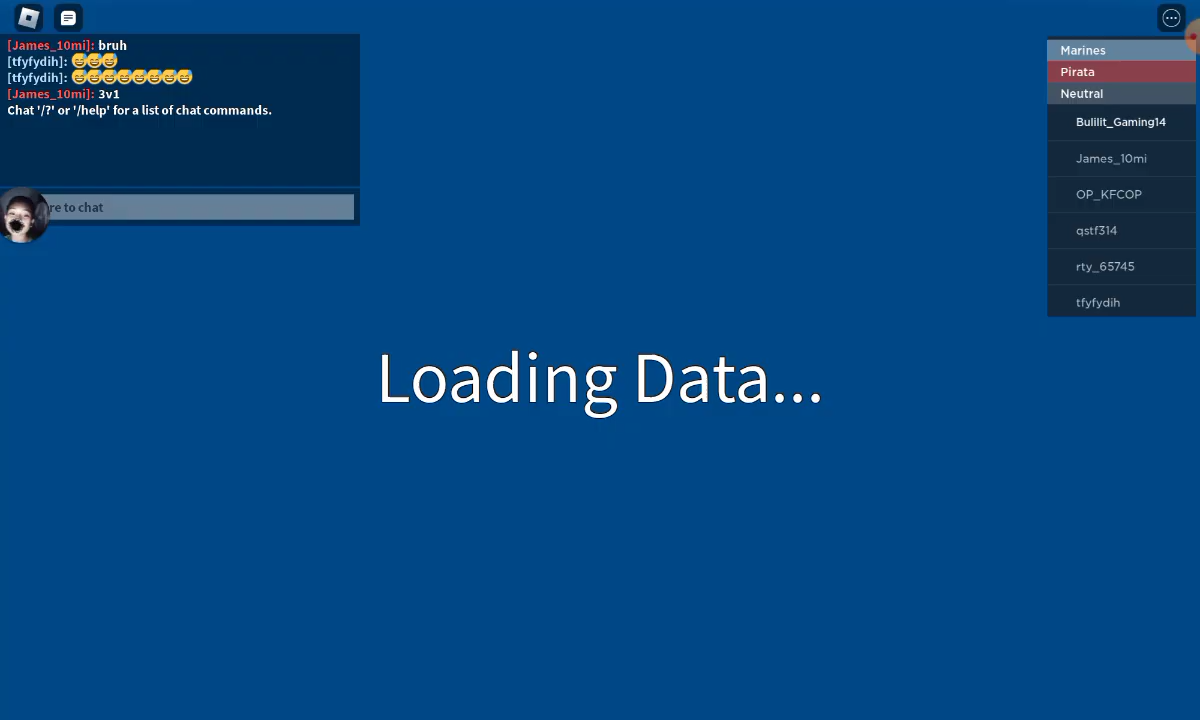 [James_10mi]: bruh
[tfyfydih]: 😅😅😅
[tfyfydih]: 😅😅😅😅😅😅😅😅
[James_10mi]: 3v1
Chat '/?' or '/help' for a list of chat commands.
re to chat
Marines
Pirata
Neutral
Bulilit_Gaming14
James_10mi
OP_KFCOP
qstf314
rty_65745
tfyfydih
Loading Data...